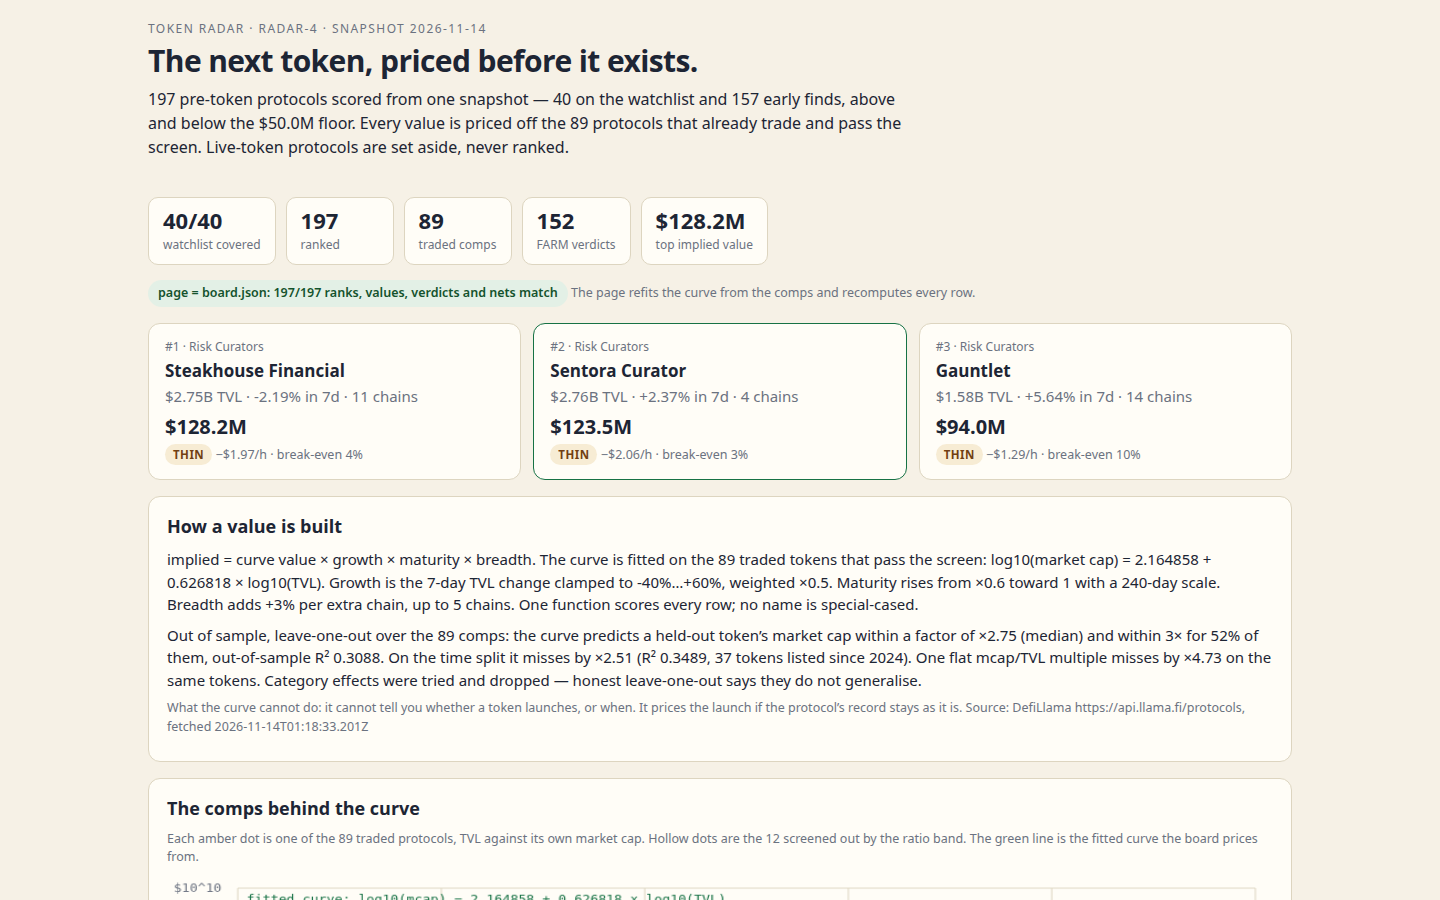 TOKEN RADAR · RADAR-4 · SNAPSHOT 2026-11-14
The next token, priced before it exists.
197 pre-token protocols scored from one snapshot — 40 on the watchlist and 157 early finds, above
and below the $50.0M floor. Every value is priced off the 89 protocols that already trade and pass the
screen. Live-token protocols are set aside, never ranked.
40/40
watchlist covered
197
ranked
89
traded comps
152
FARM verdicts
$128.2M
top implied value
page = board.json: 197/197 ranks, values, verdicts and nets match The page refits the curve from the comps and recomputes every row.
#1 · Risk Curators
Steakhouse Financial
$2.75B TVL · -2.19% in 7d · 11 chains
$128.2M
THIN −$1.97/h · break-even 4%
#2 · Risk Curators
Sentora Curator
$2.76B TVL · +2.37% in 7d · 4 chains
$123.5M
THIN −$2.06/h · break-even 3%
#3 · Risk Curators
Gauntlet
$1.58B TVL · +5.64% in 7d · 14 chains
$94.0M
THIN −$1.29/h · break-even 10%
How a value is built
implied = curve value × growth × maturity × breadth. The curve is fitted on the 89 traded tokens that pass the screen: log10(market cap) = 2.164858 +
0.626818 × log10(TVL). Growth is the 7-day TVL change clamped to -40%…+60%, weighted ×0.5. Maturity rises from ×0.6 toward 1 with a 240-day scale.
Breadth adds +3% per extra chain, up to 5 chains. One function scores every row; no name is special-cased.
Out of sample, leave-one-out over the 89 comps: the curve predicts a held-out token’s market cap within a factor of ×2.75 (median) and within 3× for 52% of
them, out-of-sample R² 0.3088. On the time split it misses by ×2.51 (R² 0.3489, 37 tokens listed since 2024). One flat mcap/TVL multiple misses by ×4.73 on the
same tokens. Category effects were tried and dropped — honest leave-one-out says they do not generalise.
What the curve cannot do: it cannot tell you whether a token launches, or when. It prices the launch if the protocol’s record stays as it is. Source: DefiLlama https://api.llama.fi/protocols,
fetched 2026-11-14T01:18:33.201Z
The comps behind the curve
Each amber dot is one of the 89 traded protocols, TVL against its own market cap. Hollow dots are the 12 screened out by the ratio band. The green line is the fitted curve the board prices
from.
$10^10
fitted curve: log10(mcap) = 2.164858 + 0.626818 × log10(TVL)